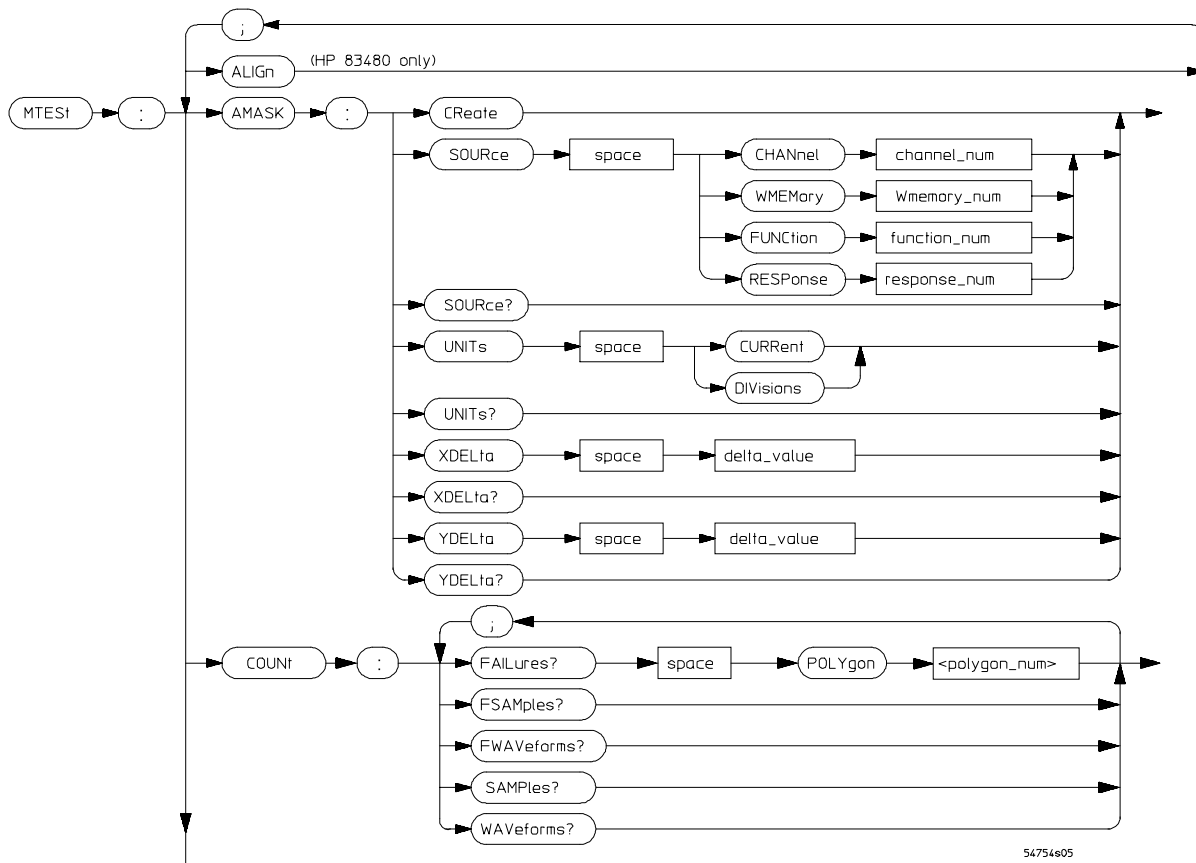 ;
ALIGn (HP 83480 only)
MTESt : AMASK : CReate
SOURce space CHANnel channel_num
WMEMory Wmemory_num
FUNCtion function_num
RESPonse response_num
SOURce?
UNITs space CURRent
DIVisions
UNITs?
XDELta space delta_value
XDELta?
YDELta space delta_value
YDELta?
;
COUNt : FAILures? space POLYgon <polygon_num>
FSAMples?
FWAVeforms?
SAMPles?
WAVeforms?
54754s05